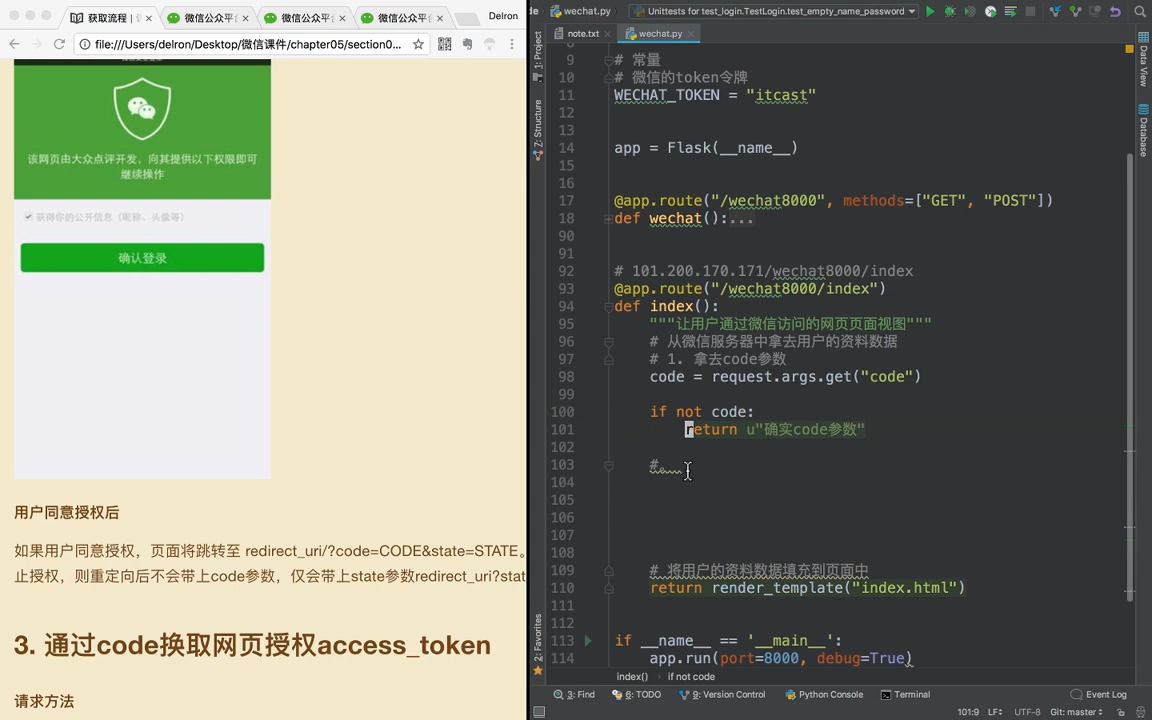 获取流程 |
微信公众平
微信公众平
微信公众平
Delron
file:///Users/delron/Desktop/微信课件/chapter05/section0...
该网页由大众点评开发，向其提供以下权限即可
继续操作
获得你的公开信息（昵称、头像等）
确认登录
用户同意授权后
如果用户同意授权，页面将跳转至 redirect_uri/?code=CODE&state=STATE。
止授权，则重定向后不会带上code参数，仅会带上state参数redirect_uri?stat
3. 通过code换取网页授权access_token
请求方法
de
wechat.py
Unittests for test_login.TestLogin.test_empty_name_password
note.txt
wechat.py
1: Project
7: Structure
2: Favorites
Data View
Database
9 # 常量
10 # 微信的token令牌
11 WECHAT_TOKEN = "itcast"
12
13
14 app = Flask(__name__)
15
16
17 @app.route("/wechat8000", methods=["GET", "POST"])
18 def wechat():...
90
91
92 # 101.200.170.171/wechat8000/index
93 @app.route("/wechat8000/index")
94 def index():
95 """让用户通过微信访问的网页页面视图"""
96 # 从微信服务器中拿去用户的资料数据
97 # 1. 拿去code参数
98 code = request.args.get("code")
99
100 if not code:
101 return u"确实code参数"
102
103 #。
104
105
106
107
108
109 # 将用户的资料数据填充到页面中
110 return render_template("index.html")
111
112
113 if __name__ == '__main__':
114 app.run(port=8000, debug=True)
index() if not code
3: Find
6: TODO
9: Version Control
Python Console
Terminal
Event Log
101:9 LF÷ UTF-8 Git: master÷